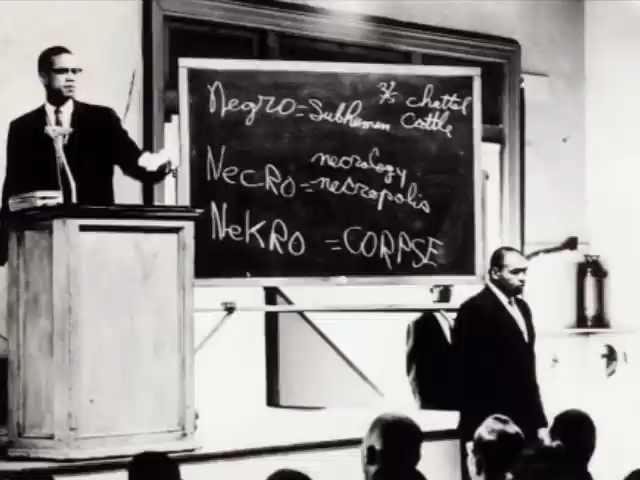 Negro = Subhuman 3/5 chattel
cattle
necrology
NecRo = necropolis
NeKRO = CORPSE